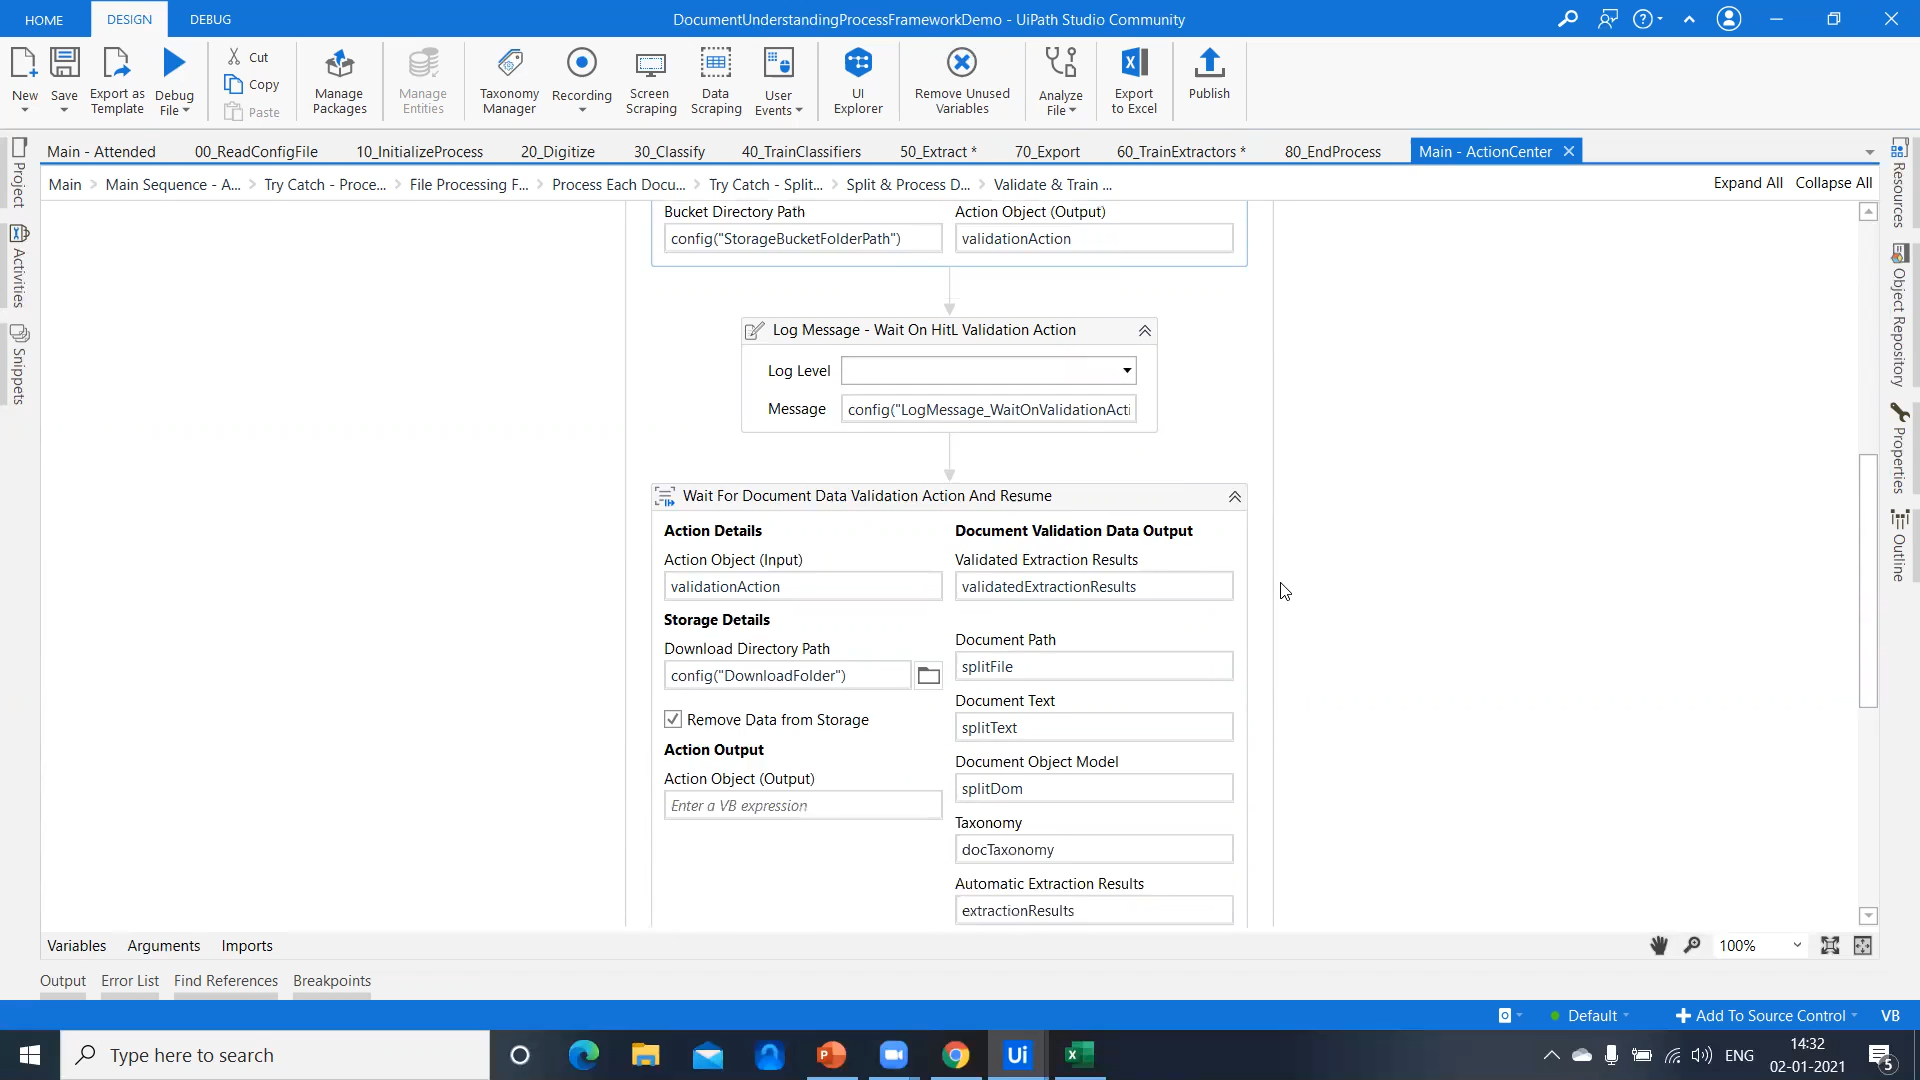 HOME
DESIGN
DEBUG
DocumentUnderstandingProcessFrameworkDemo - UiPath Studio Community
New
Save
Export as Template
Debug File
Cut
Copy
Paste
Manage Packages
Manage Entities
Taxonomy Manager
Recording
Screen Scraping
Data Scraping
User Events
UI Explorer
Remove Unused Variables
Analyze File
Export to Excel
Publish
Main - Attended
00_ReadConfigFile
10_InitializeProcess
20_Digitize
30_Classify
40_TrainClassifiers
50_Extract *
70_Export
60_TrainExtractors *
80_EndProcess
Main - ActionCenter
Main
Main Sequence - A...
Try Catch - Proce...
File Processing F...
Process Each Docu...
Try Catch - Split...
Split & Process D...
Validate & Train ...
Expand All
Collapse All
Project
Activities
Snippets
Resources
Object Repository
Properties
Outline
Bucket Directory Path
Action Object (Output)
config("StorageBucketFolderPath")
validationAction
Log Message - Wait On HitL Validation Action
Log Level
Message
config("LogMessage_WaitOnValidationActi
Wait For Document Data Validation Action And Resume
Action Details
Document Validation Data Output
Action Object (Input)
Validated Extraction Results
validationAction
validatedExtractionResults
Storage Details
Document Path
Download Directory Path
splitFile
config("DownloadFolder")
Document Text
Remove Data from Storage
splitText
Action Output
Document Object Model
Action Object (Output)
splitDom
Enter a VB expression
Taxonomy
docTaxonomy
Automatic Extraction Results
extractionResults
Variables
Arguments
Imports
100%
Output
Error List
Find References
Breakpoints
Default
Add To Source Control
VB
Type here to search
Ui
ENG
14:32
02-01-2021
5